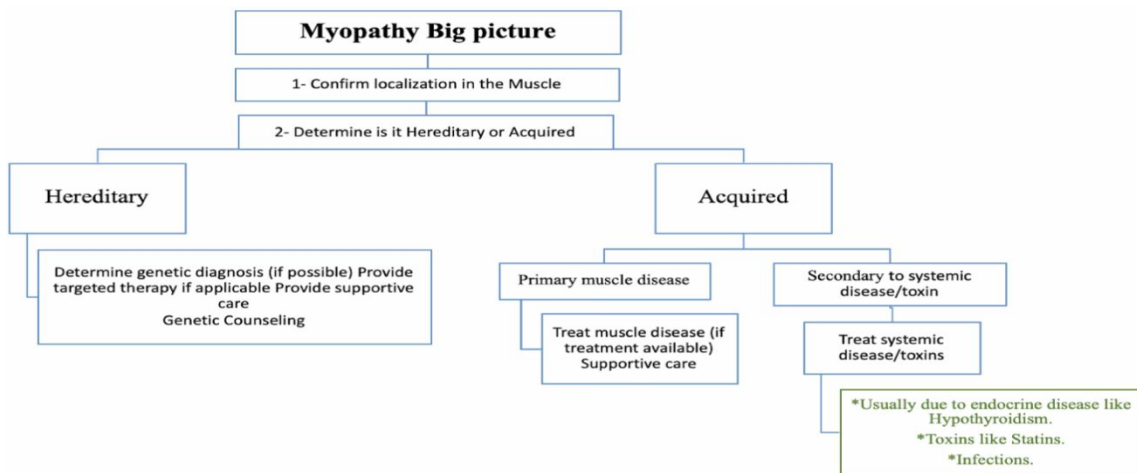 Myopathy Big picture
1- Confirm localization in the Muscle
2- Determine is it Hereditary or Acquired
Hereditary
Acquired
Determine genetic diagnosis (if possible) Provide
targeted therapy if applicable Provide supportive
care
Genetic Counseling
Primary muscle disease
Treat muscle disease (if
treatment available)
Supportive care
Secondary to systemic
disease/toxin
Treat systemic
disease/toxins
*Usually due to endocrine disease like
Hypothyroidism.
*Toxins like Statins.
*Infections.